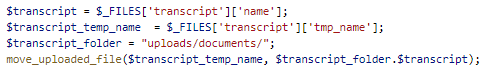 $transcript = $_FILES['transcript']['name'];
$transcript_temp_name  = $_FILES['transcript']['tmp_name'];
$transcript_folder = "uploads/documents/";
move_uploaded_file($transcript_temp_name, $transcript_folder.$transcript);